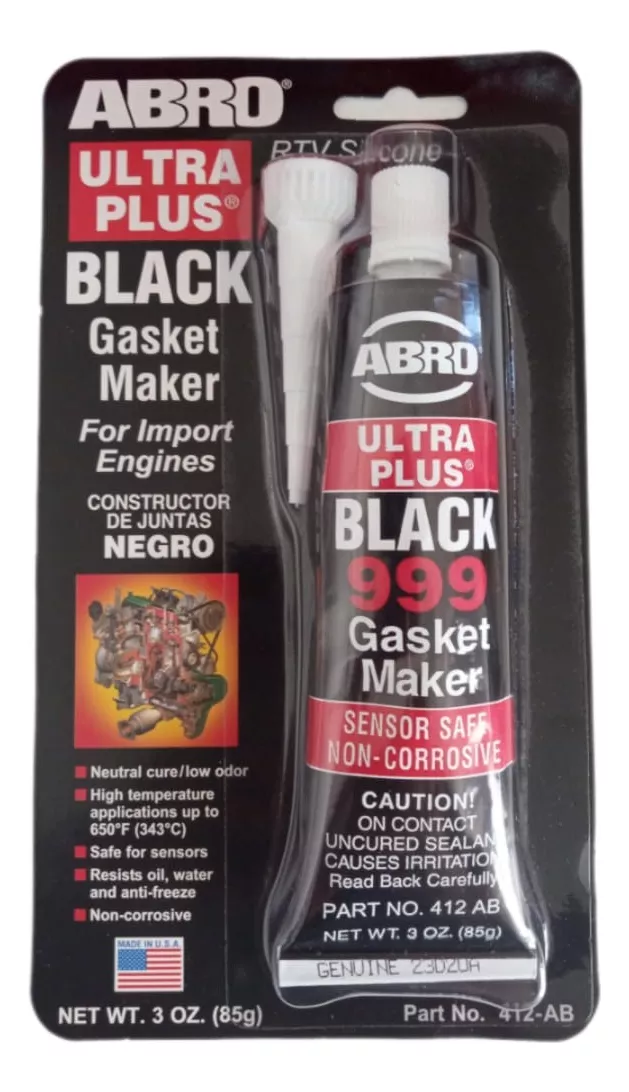 ABRO®
ULTRA
PLUS®
BLACK
Gasket
Maker
For Import
Engines
CONSTRUCTOR
DE JUNTAS
NEGRO
Neutral cure/low odor
High temperature
applications up to
650°F (343°C)
Safe for sensors
Resists oil, water
and anti-freeze
Non-corrosive
MADE IN U.S.A.
NET WT. 3 OZ. (85g)
RTV Silicone
ABRO
ULTRA
PLUS®
BLACK
999
Gasket
Maker
SENSOR SAFE
NON-CORROSIVE
CAUTION!
ON CONTACT
UNCURED SEALAN
CAUSES IRRITATION
Read Back Carefully
PART NO. 412 AB
NET WT. 3 OZ. (85g)
GENUINE 23D20A
Part No. 412-AB